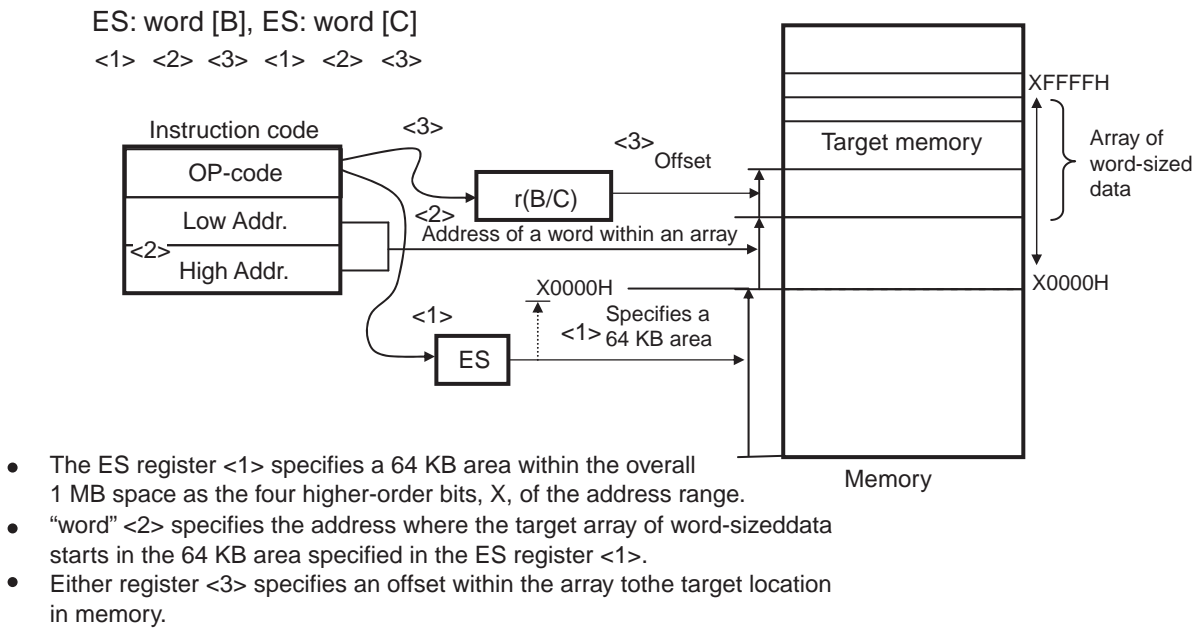 ES: word [B], ES: word [C]
<1> <2> <3> <1> <2> <3>
Instruction code
OP-code
Low Addr.
<2>
High Addr.
<3>
r(B/C)
<3>
Offset
<2>
Address of a word within an array
X0000H
<1>
ES
<1>
Specifies a
64 KB area
Target memory
XFFFFH
Array of
word-sized
data
X0000H
Memory
• The ES register <1> specifies a 64 KB area within the overall
1 MB space as the four higher-order bits, X, of the address range.
• “word” <2> specifies the address where the target array of word-sizeddata
starts in the 64 KB area specified in the ES register <1>.
• Either register <3> specifies an offset within the array tothe target location
in memory.